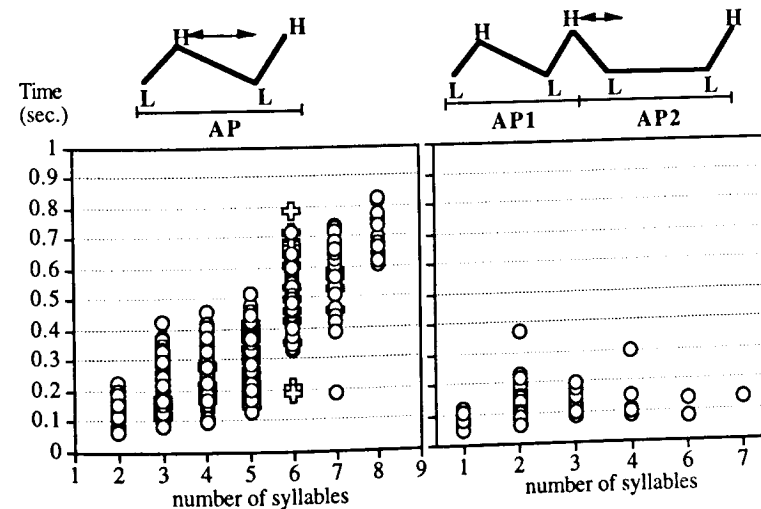 H H
L L
AP
H H H
L L L L
AP1 AP2
Time
(sec.)
1
0.9
0.8
0.7
0.6
0.5
0.4
0.3
0.2
0.1
0
1 2 3 4 5 6 7 8 9
number of syllables
1 2 3 4 6 7
number of syllables